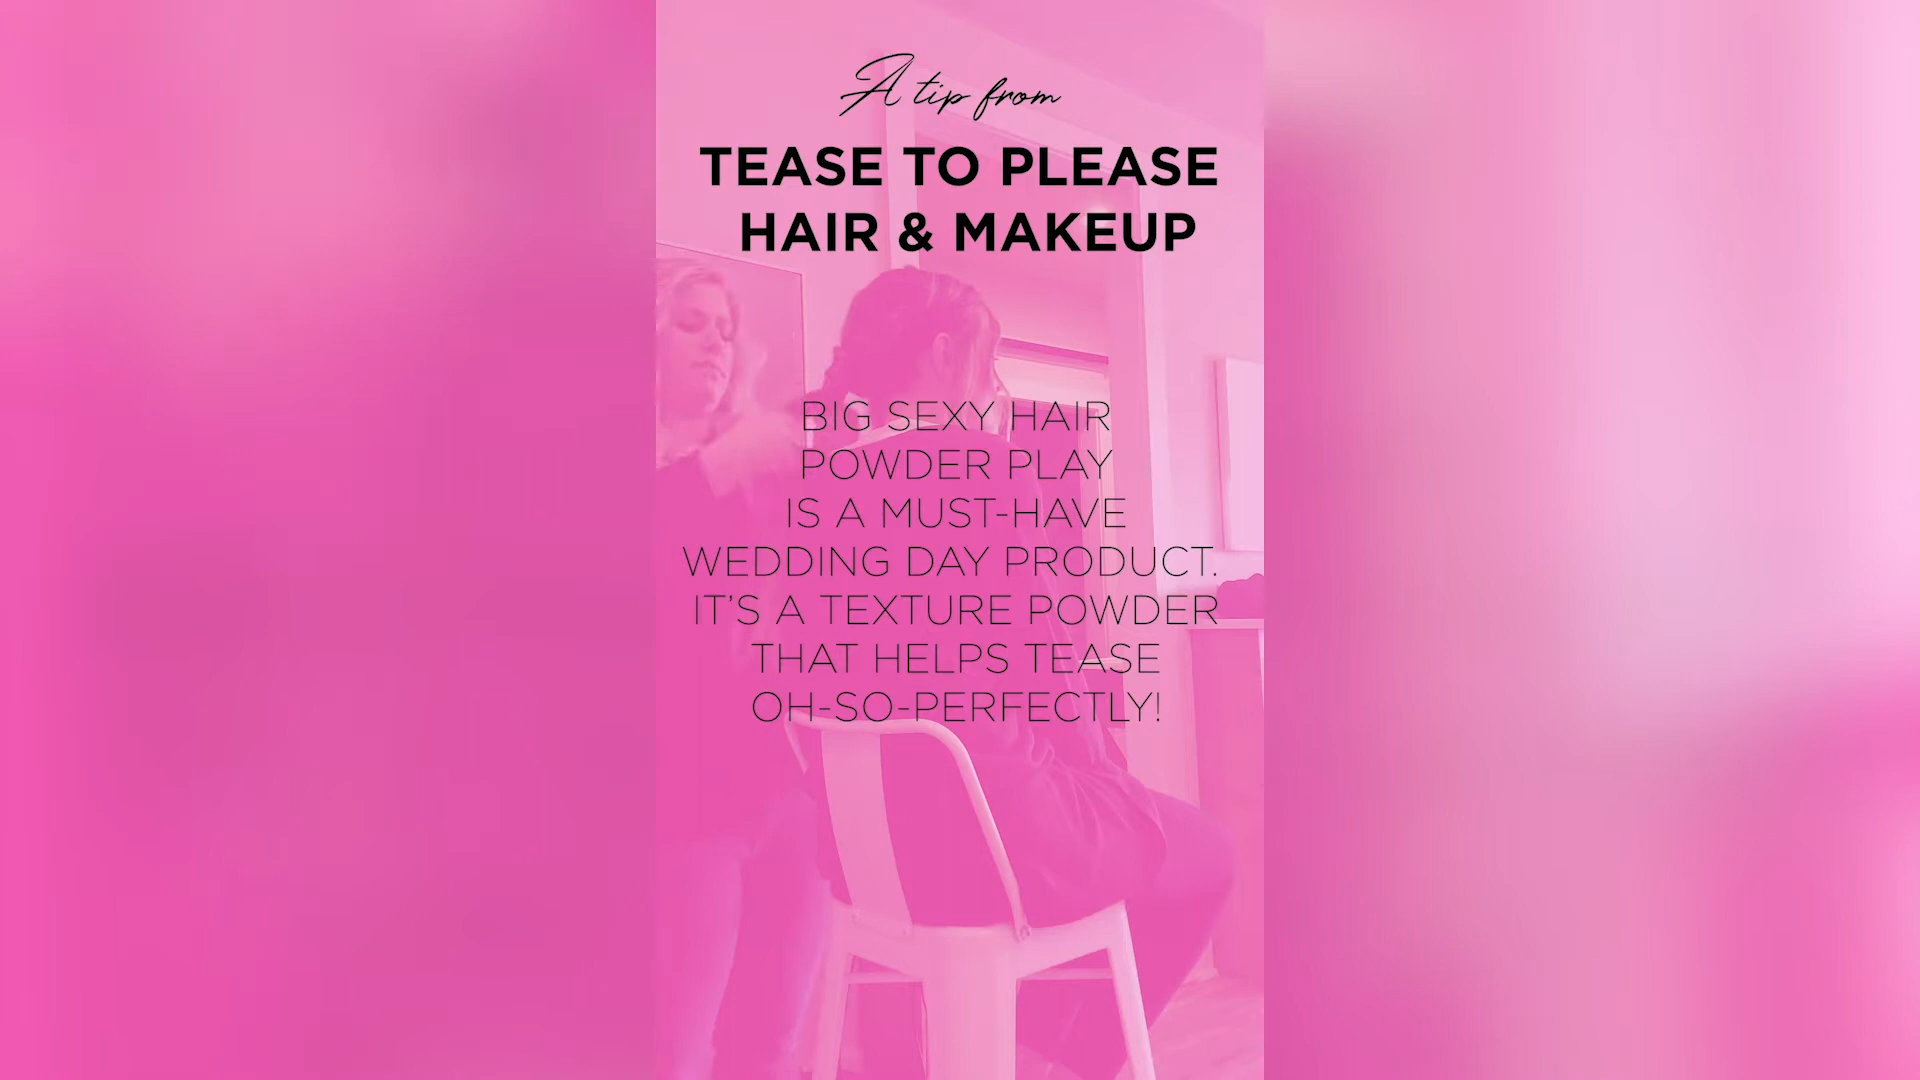 A tip from
TEASE TO PLEASE
HAIR & MAKEUP
BIG SEXY HAIR
POWDER PLAY
IS A MUST-HAVE
WEDDING DAY PRODUCT.
IT'S A TEXTURE POWDER
THAT HELPS TEASE
OH-SO-PERFECTLY!